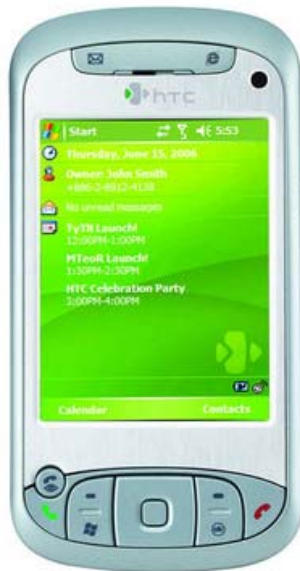 hTC
Start 5:53
Thursday, June 15, 2006
Owner: John Smith
+886-2-8912-4138
No unread messages
TyTN Launch!
12:00PM-1:00PM
MTeoR Launch!
1:30PM-2:30PM
HTC Celebration Party
2:00PM-4:00PM
Calendar Contacts
ok